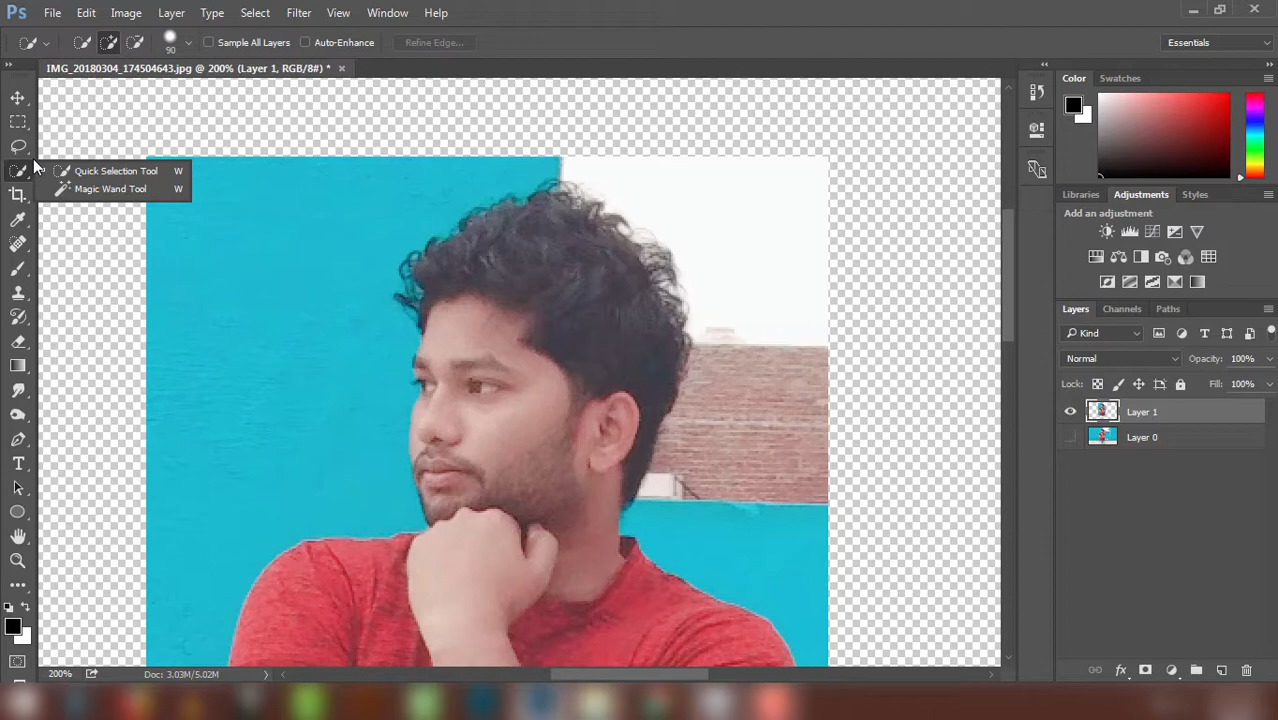 Ps File Edit Image Layer Type Select Filter View Window Help
90 Sample All Layers Auto-Enhance Refine Edge... Essentials
IMG_20180304_174504643.jpg @ 200% (Layer 1, RGB/8#) *
Color Swatches
Quick Selection Tool W
Magic Wand Tool W
Libraries Adjustments Styles
Add an adjustment
Layers Channels Paths
Kind
Normal Opacity: 100%
Lock: Fill: 100%
Layer 1
Layer 0
200% Doc: 3.03M/5.02M